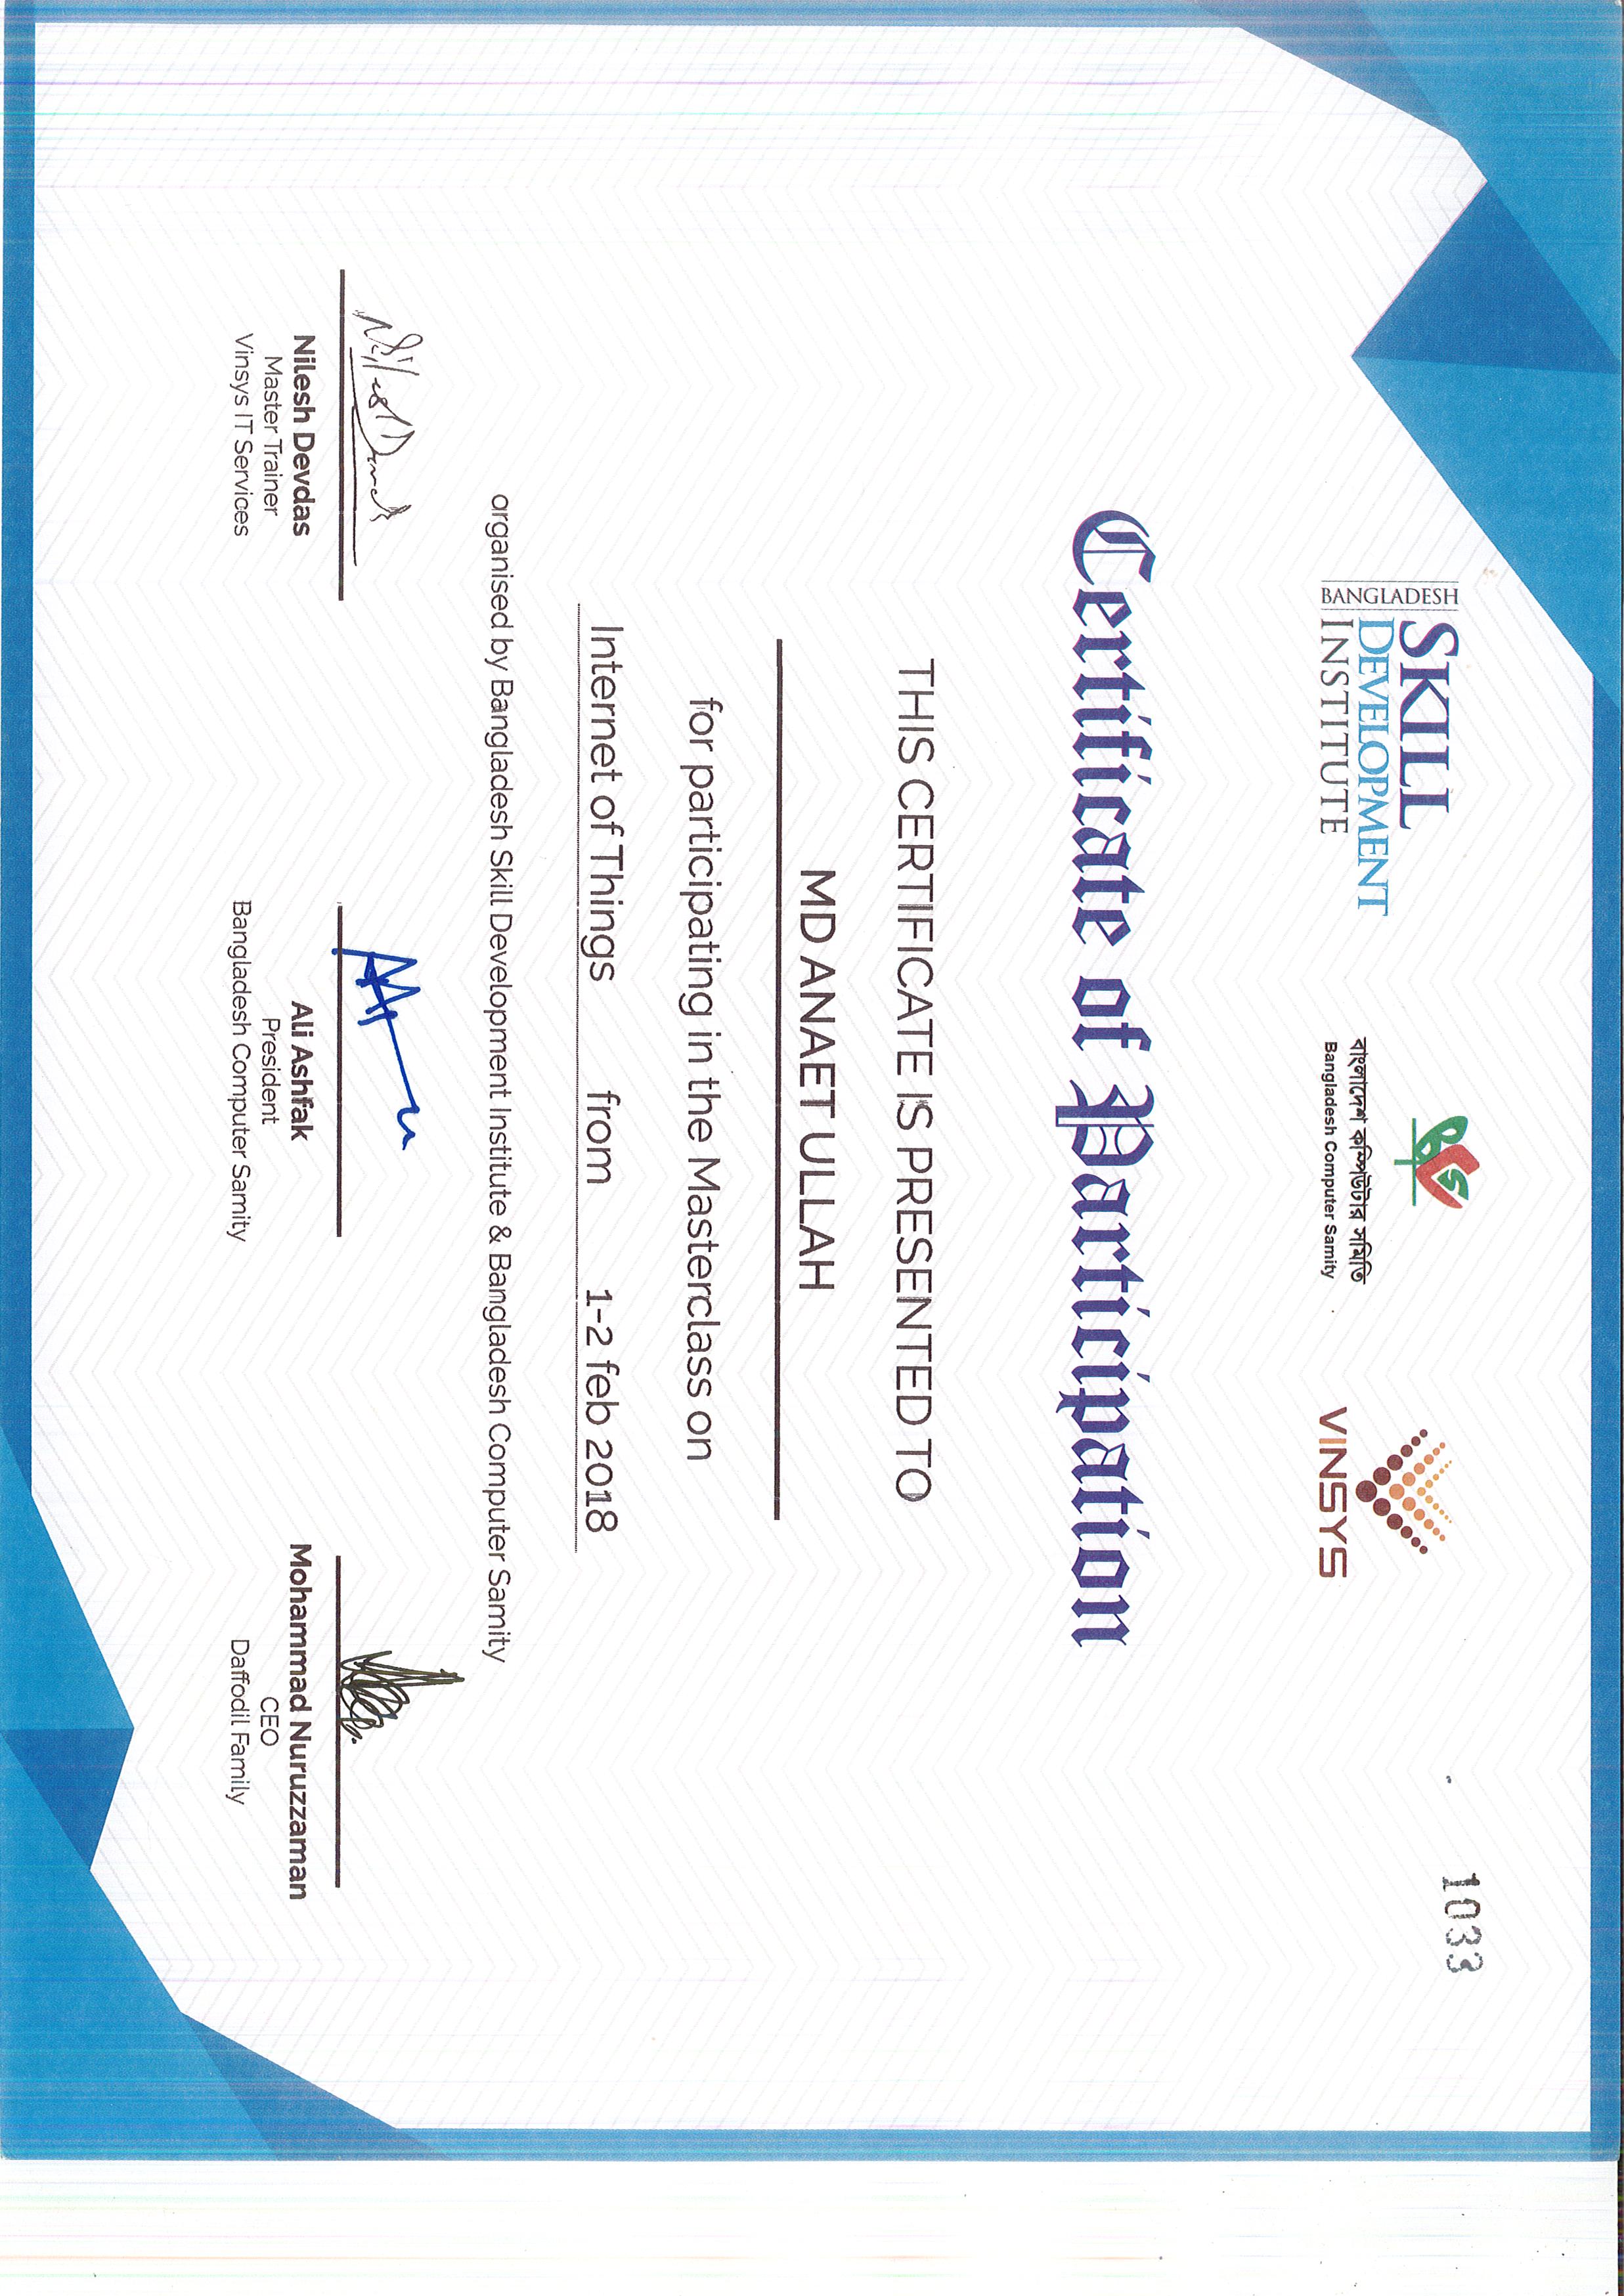 BANGLADESH
SKILL
DEVELOPMENT
INSTITUTE
BCS
বাংলাদেশ কম্পিউটার সমিতি
Bangladesh Computer Samity
VINSYS
1033
Certificate of Participation
THIS CERTIFICATE IS PRESENTED TO
MD ANAET ULLAH
for participating in the Masterclass on
Internet of Things from 1-2 feb 2018
organised by Bangladesh Skill Development Institute & Bangladesh Computer Samity
Nilesh Devdas
Master Trainer
Vinsys IT Services
Ali Ashfak
President
Bangladesh Computer Samity
Mohammad Nuruzzaman
CEO
Daffodil Family